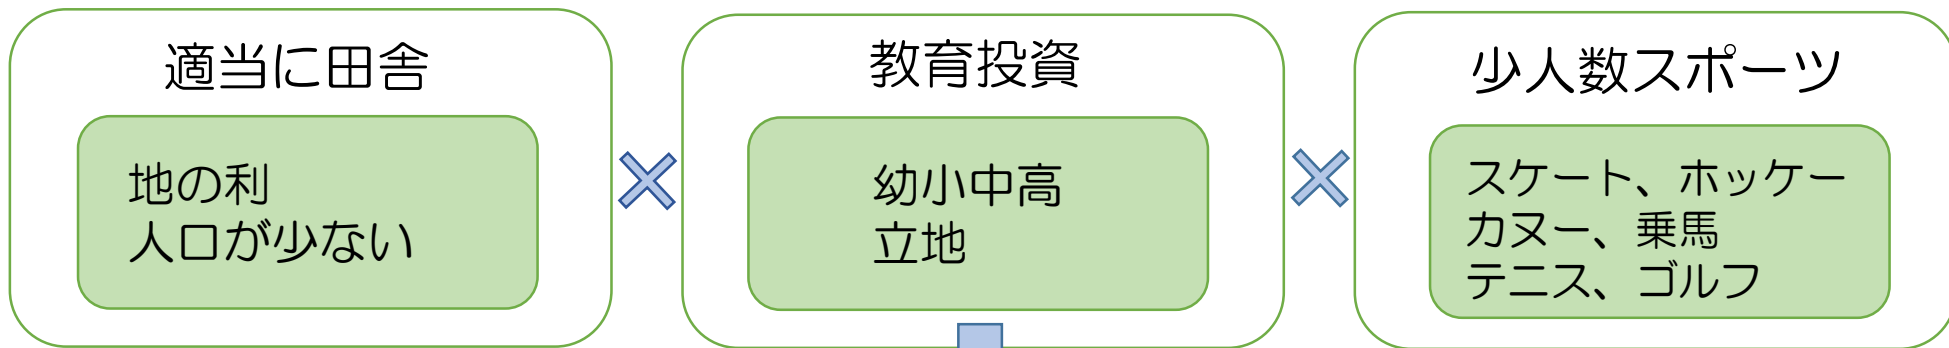 適当に田舎
地の利
人口が少ない
教育投資
幼小中高
立地
少人数スポーツ
スケート、ホッケー
カヌー、乗馬
テニス、ゴルフ